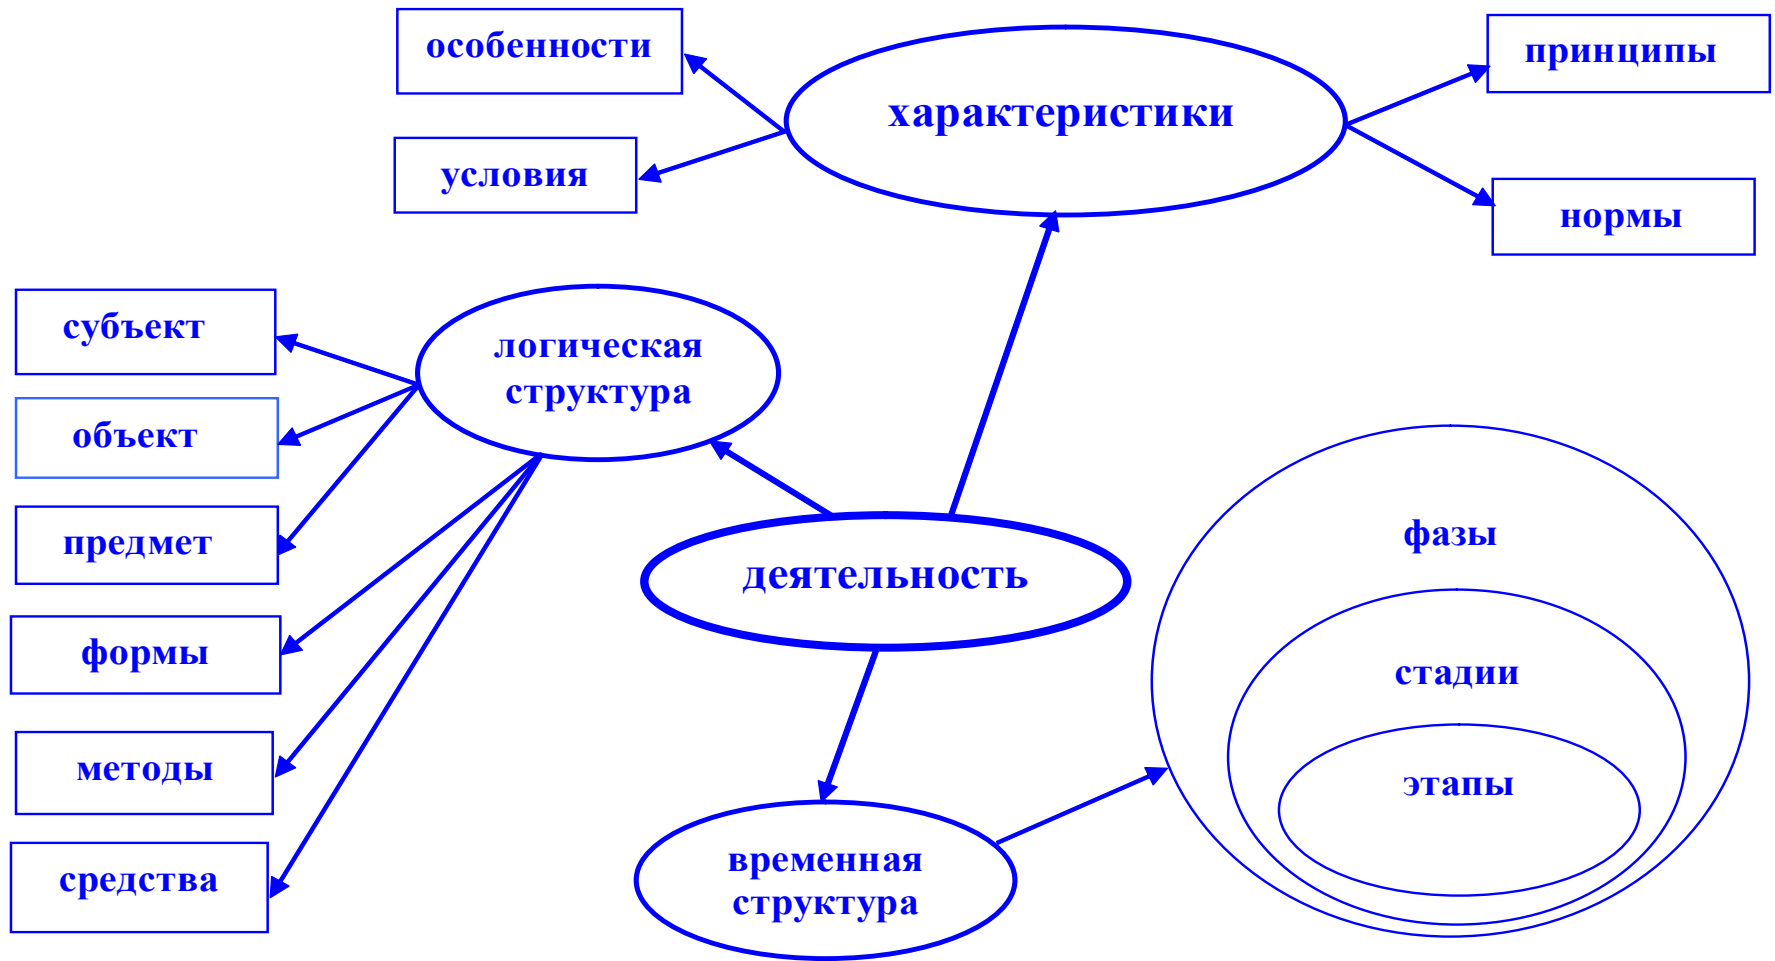 особенности
характеристики
принципы
условия
нормы
субъект
логическая
структура
объект
предмет
формы
методы
средства
деятельность
фазы
стадии
этапы
временная
структура